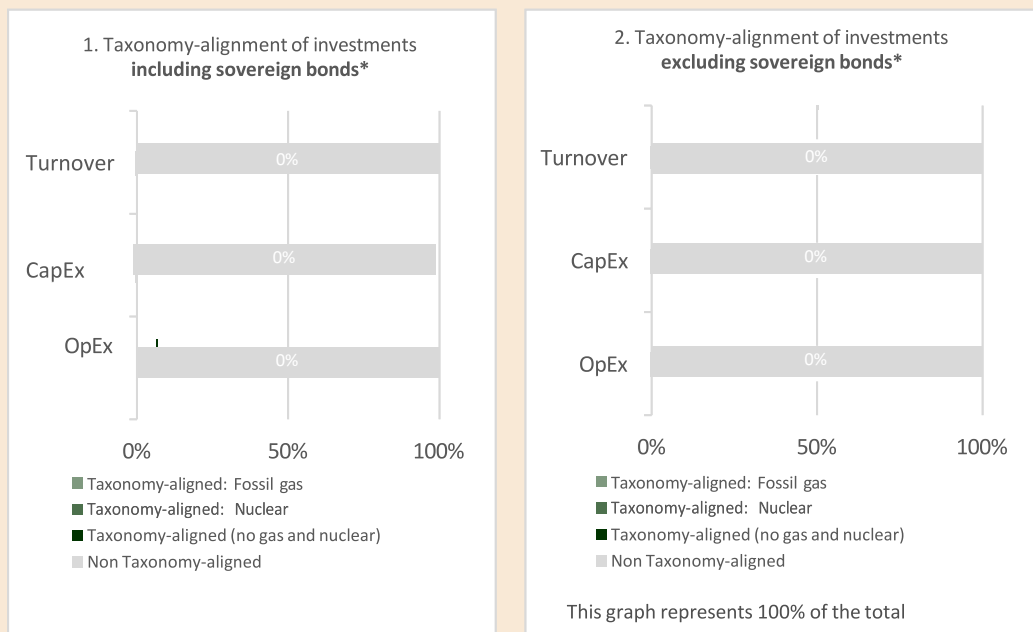 1. Taxonomy-alignment of investments
including sovereign bonds*
Turnover
0%
CapEx
0%
OpEx
0%
0%
50%
100%
Taxonomy-aligned: Fossil gas
Taxonomy-aligned: Nuclear
Taxonomy-aligned (no gas and nuclear)
Non Taxonomy-aligned
2. Taxonomy-alignment of investments
excluding sovereign bonds*
Turnover
0%
CapEx
0%
OpEx
0%
0%
50%
100%
Taxonomy-aligned: Fossil gas
Taxonomy-aligned: Nuclear
Taxonomy-aligned (no gas and nuclear)
Non Taxonomy-aligned
This graph represents 100% of the total